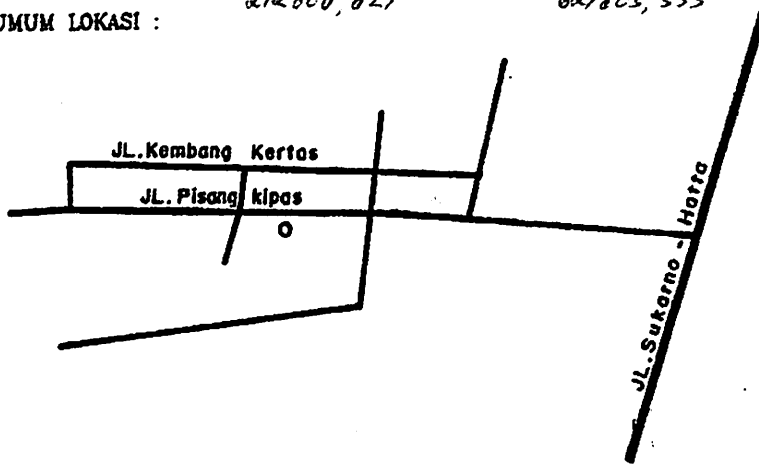 UMUM LOKASI :
JL.Kembang Kertas
JL.Pisang kipas
JL.Sukarno - Hatta